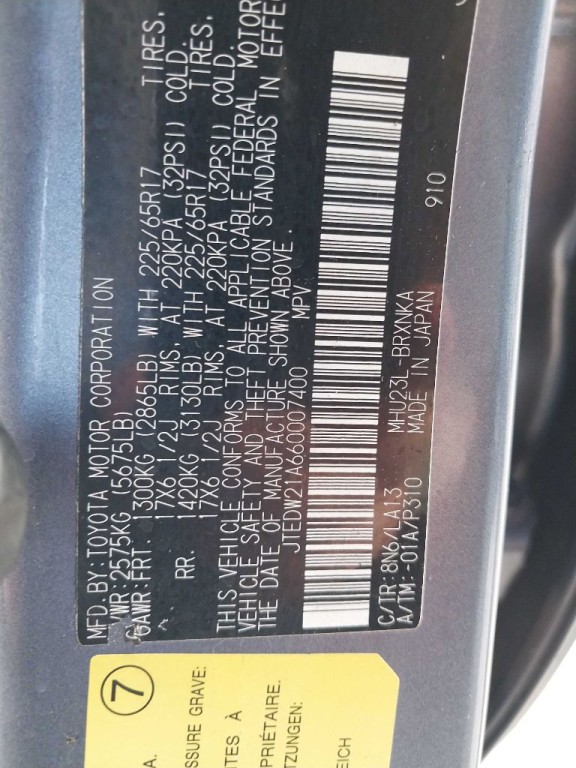 MFD.BY:TOYOTA MOTOR CORPORATION
VWR:2575KG (5675LB)
GAWR:FRT. 1300KG (2865LB) WITH 225/65R17 TIRES,
17X6 1/2J RIMS, AT 220KPA (32PSI) COLD.
RR. 1420KG (3130LB) WITH 225/65R17 TIRES,
17X6 1/2J RIMS, AT 220KPA (32PSI) COLD.
THIS VEHICLE CONFORMS TO ALL APPLICABLE FEDERAL MOTOR
VEHICLE SAFETY AND THEFT PREVENTION STANDARDS IN EFFEC
THE DATE OF MANUFACTURE SHOWN ABOVE.
JTEDW21A660007400 MPV
C/TR:8N6/LA13 MHU23L-BRXNKA 910
A/TM:-01A/P310 MADE IN JAPAN
7
A.
SSURE GRAVE:
TES À
PRIÉTAIRE.
TZUNGEN:
EICH